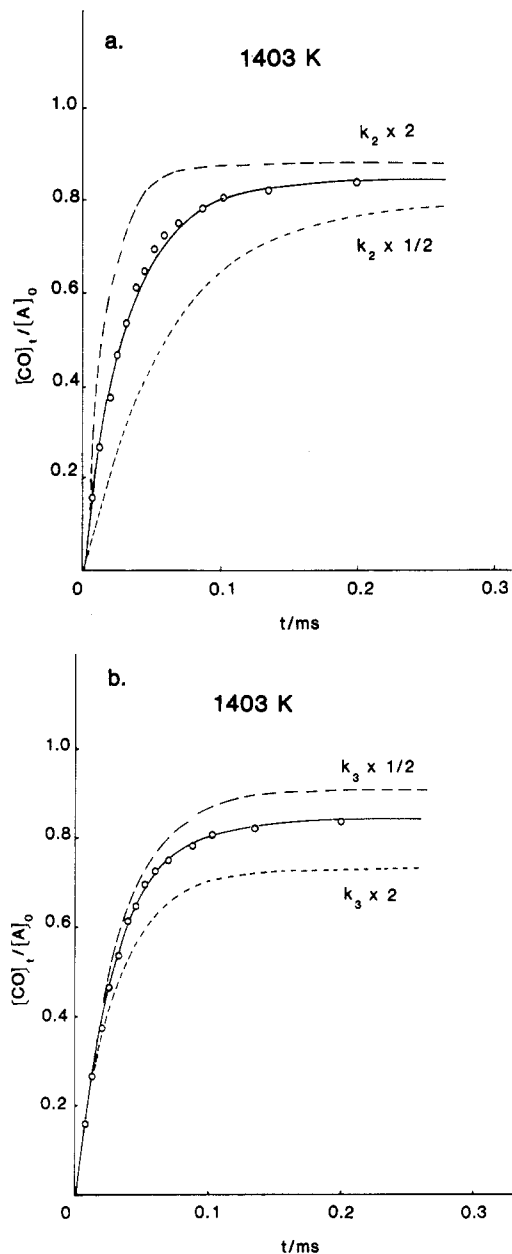 a.
1403 K
1.0
k₂ x 2
0.8
k₂ x 1/2
0.6
[CO]ₜ/[A]₀
0.4
0.2
0
0.1
0.2
0.3
t/ms
b.
1403 K
1.0
k₃ x 1/2
0.8
k₃ x 2
0.6
[CO]ₜ/[A]₀
0.4
0.2
0
0.1
0.2
0.3
t/ms